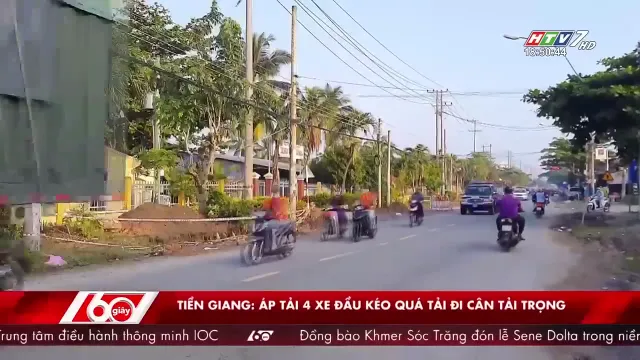 HTV7 HD
18:50:44
60 giây
TIỀN GIANG: ÁP TẢI 4 XE ĐẦU KÉO QUÁ TẢI ĐI CÂN TẢI TRỌNG
Trung tâm điều hành thông minh IOC Đồng bào Khmer Sóc Trăng đón lễ Sene Dolta trong niề